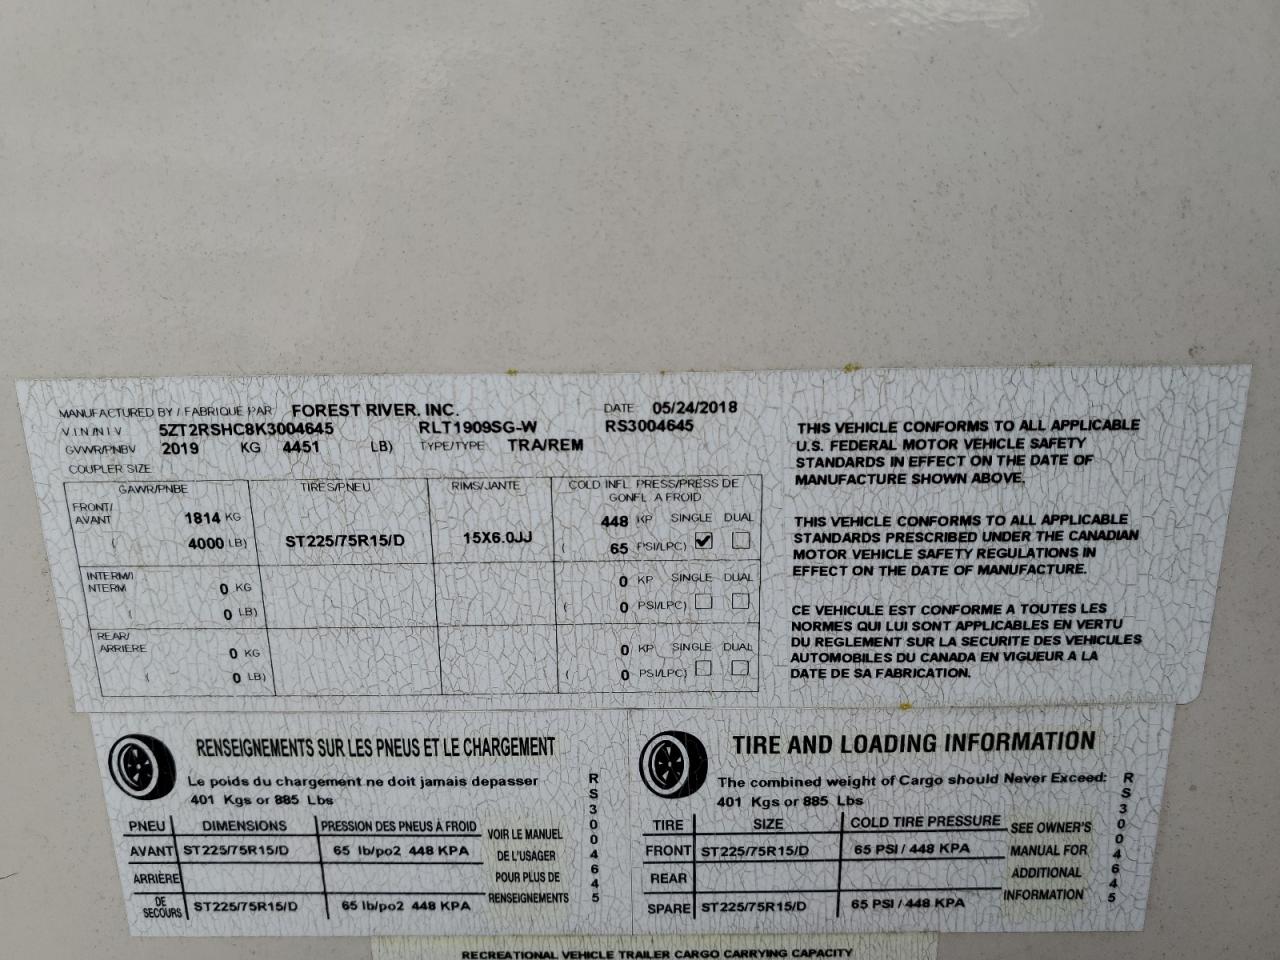 MANUFACTURED BY / FABRIQUE PAR FOREST RIVER, INC. DATE 05/24/2018
V.I.N./N.I.V 5ZT2RSHC8K3004645 RLT1909SG-W RS3004645
GVWR/PNBV 2019 KG 4451 LB) TYPE/TYPE TRA/REM
COUPLER SIZE
GAWR/PNBE TIRES/PNEU RIMS/JANTE COLD INFL PRESS/PRESS DE
GONFL A FROID
FRONT/
AVANT 1814 KG 448 KP SINGLE DUAL
( 4000 LB) ST225/75R15/D 15X6.0JJ ( 65 PSI/LPC)
INTERM/I
NTERM 0 KG 0 KP SINGLE DUAL
( 0 LB) ( 0 PSI/LPC)
REAR/
ARRIERE 0 KG 0 KP SINGLE DUAL
( 0 LB) ( 0 PSI/LPC)
THIS VEHICLE CONFORMS TO ALL APPLICABLE
U.S. FEDERAL MOTOR VEHICLE SAFETY
STANDARDS IN EFFECT ON THE DATE OF
MANUFACTURE SHOWN ABOVE.
THIS VEHICLE CONFORMS TO ALL APPLICABLE
STANDARDS PRESCRIBED UNDER THE CANADIAN
MOTOR VEHICLE SAFETY REGULATIONS IN
EFFECT ON THE DATE OF MANUFACTURE.
CE VEHICULE EST CONFORME A TOUTES LES
NORMES QUI LUI SONT APPLICABLES EN VERTU
DU REGLEMENT SUR LA SECURITE DES VEHICULES
AUTOMOBILES DU CANADA EN VIGUEUR A LA
DATE DE SA FABRICATION.
RENSEIGNEMENTS SUR LES PNEUS ET LE CHARGEMENT
Le poids du chargement ne doit jamais depasser
401 Kgs or 885 Lbs
PNEU DIMENSIONS PRESSION DES PNEUS À FROID
AVANT ST225/75R15/D 65 lb/po2 448 KPA
ARRIÈRE
DE
SECOURS ST225/75R15/D 65 lb/po2 448 KPA
VOIR LE MANUEL
DE L'USAGER
POUR PLUS DE
RENSEIGNEMENTS
RS3004645
TIRE AND LOADING INFORMATION
The combined weight of Cargo should Never Exceed:
401 Kgs or 885 Lbs
TIRE SIZE COLD TIRE PRESSURE
FRONT ST225/75R15/D 65 PSI / 448 KPA
REAR
SPARE ST225/75R15/D 65 PSI / 448 KPA
SEE OWNER'S
MANUAL FOR
ADDITIONAL
INFORMATION
RS3004645
RECREATIONAL VEHICLE TRAILER CARGO CARRYING CAPACITY